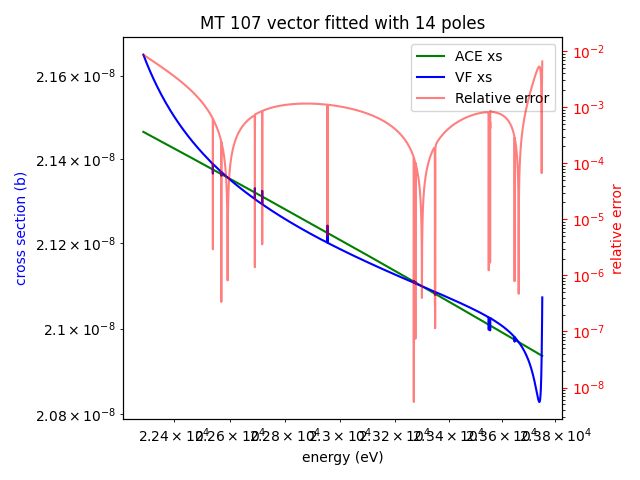 MT 107 vector fitted with 14 poles
ACE xs
VF xs
Relative error
cross section (b)
2.16 × 10⁻⁸
2.14 × 10⁻⁸
2.12 × 10⁻⁸
2.1 × 10⁻⁸
2.08 × 10⁻⁸
10⁻²
10⁻³
10⁻⁴
10⁻⁵
10⁻⁶
10⁻⁷
10⁻⁸
relative error
2.24 × 10⁴ 2.26 × 10⁴ 2.28 × 10⁴ 2.3 × 10⁴ 2.32 × 10⁴ 2.34 × 10⁴ 2.36 × 10⁴ 2.38 × 10⁴
energy (eV)